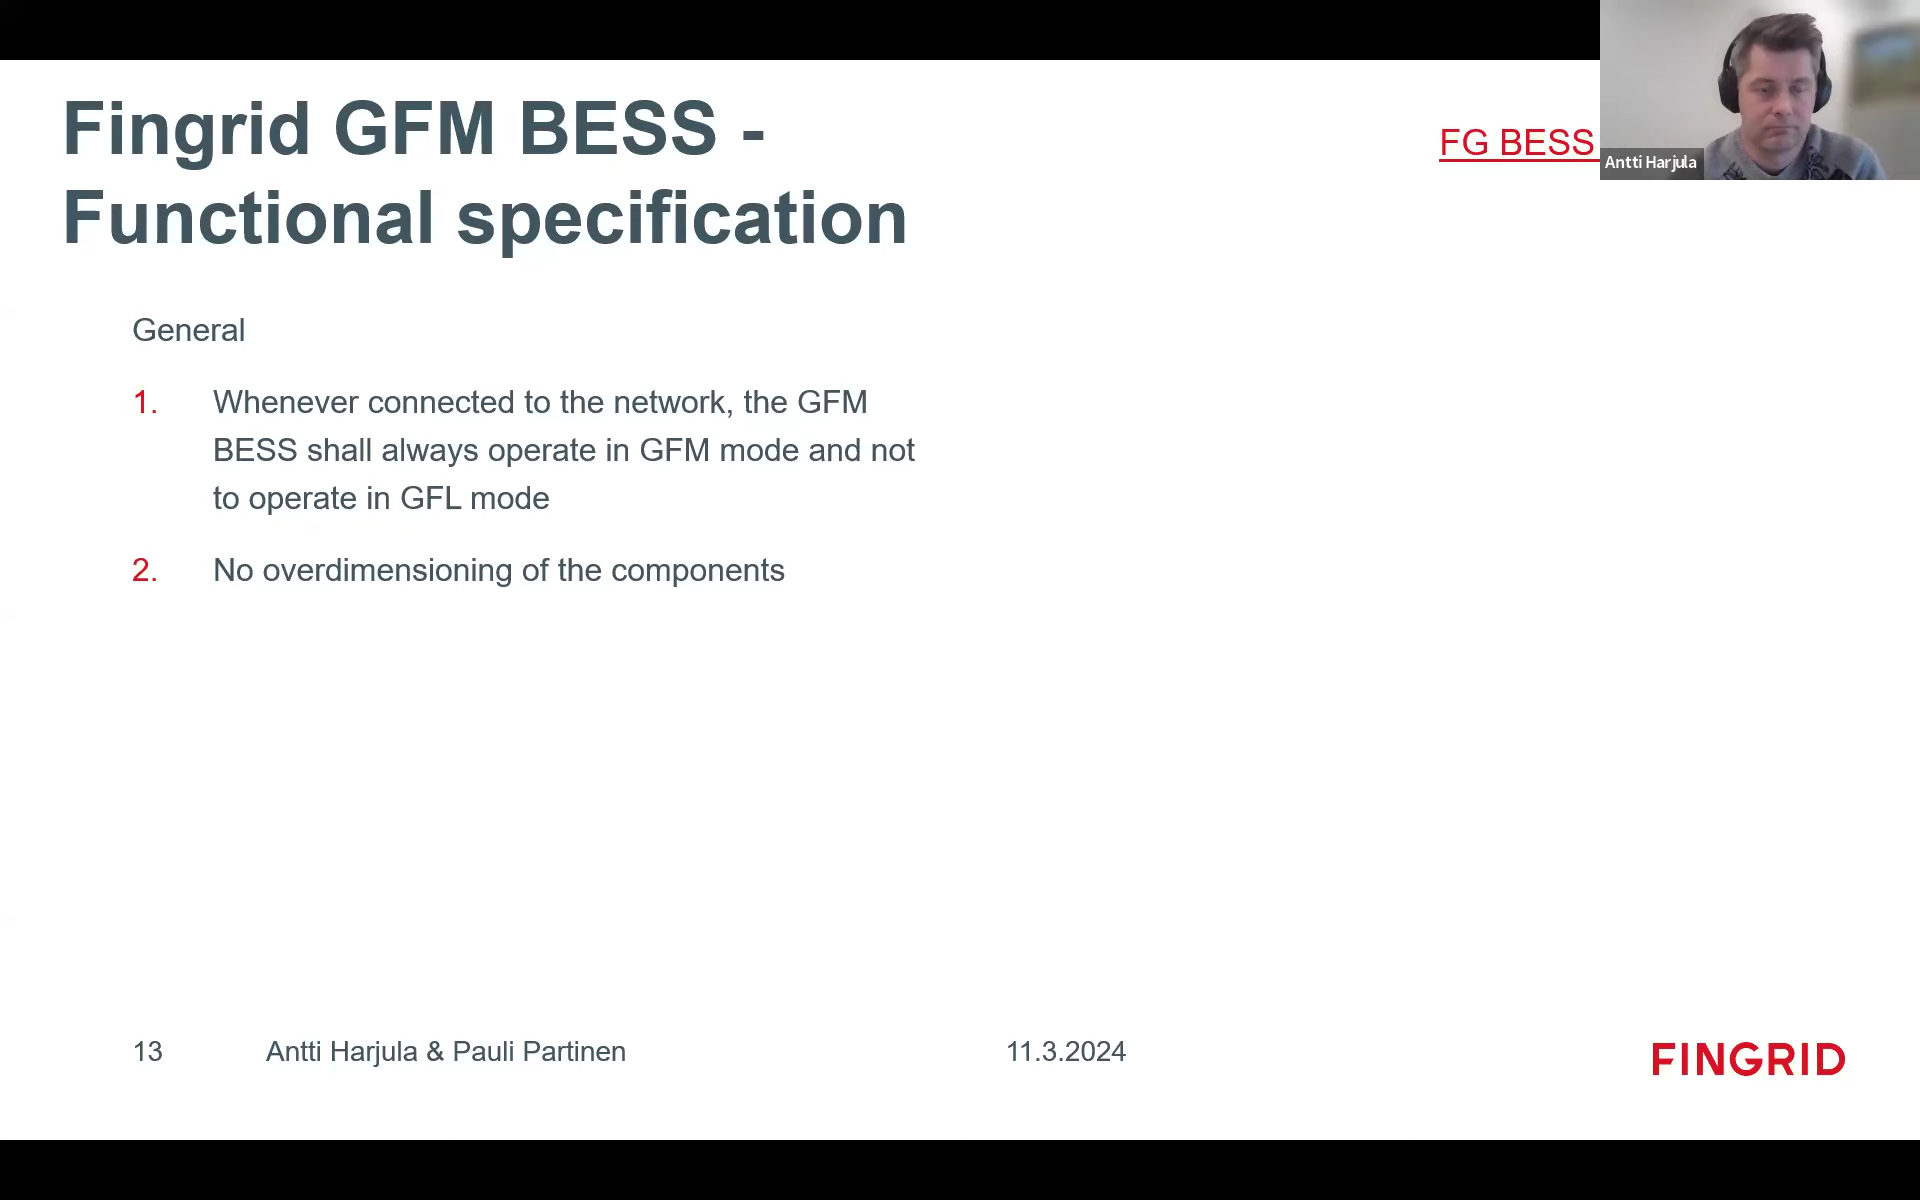 Fingrid GFM BESS -
Functional specification
FG BESS
Antti Harjula
General
1. Whenever connected to the network, the GFM
BESS shall always operate in GFM mode and not
to operate in GFL mode
2. No overdimensioning of the components
13 Antti Harjula & Pauli Partinen 11.3.2024
FINGRID